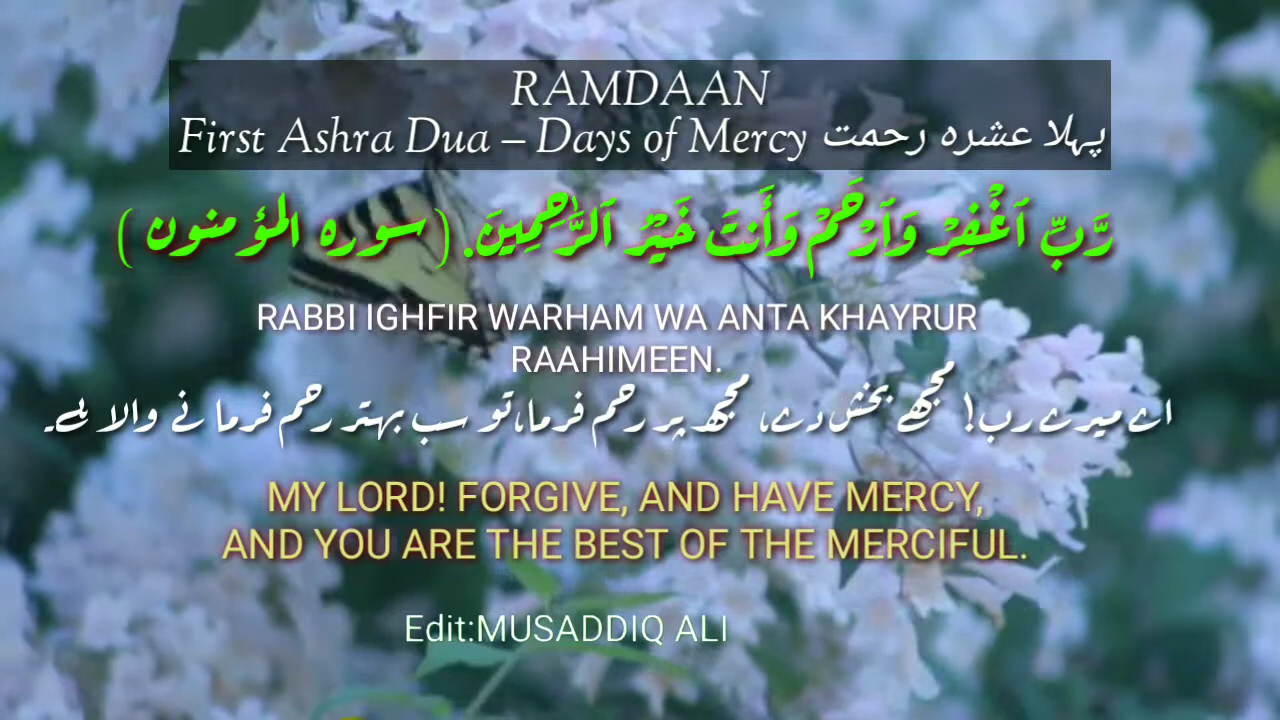 RAMDAAN
First Ashra Dua – Days of Mercy پہلا عشرہ رحمت
رَّبِّ ٱغْفِرْ وَٱرْحَمْ وَأَنتَ خَيْرُ ٱلرَّٰحِمِينَ. ( سورہ المؤمنون )
RABBI IGHFIR WARHAM WA ANTA KHAYRUR
RAAHIMEEN.
اے میرے رب! مجھے بخش دے، مجھ پر رحم فرما، تو سب بہتر رحم فرمانے والا ہے۔
MY LORD! FORGIVE, AND HAVE MERCY,
AND YOU ARE THE BEST OF THE MERCIFUL.
Edit:MUSADDIQ ALI